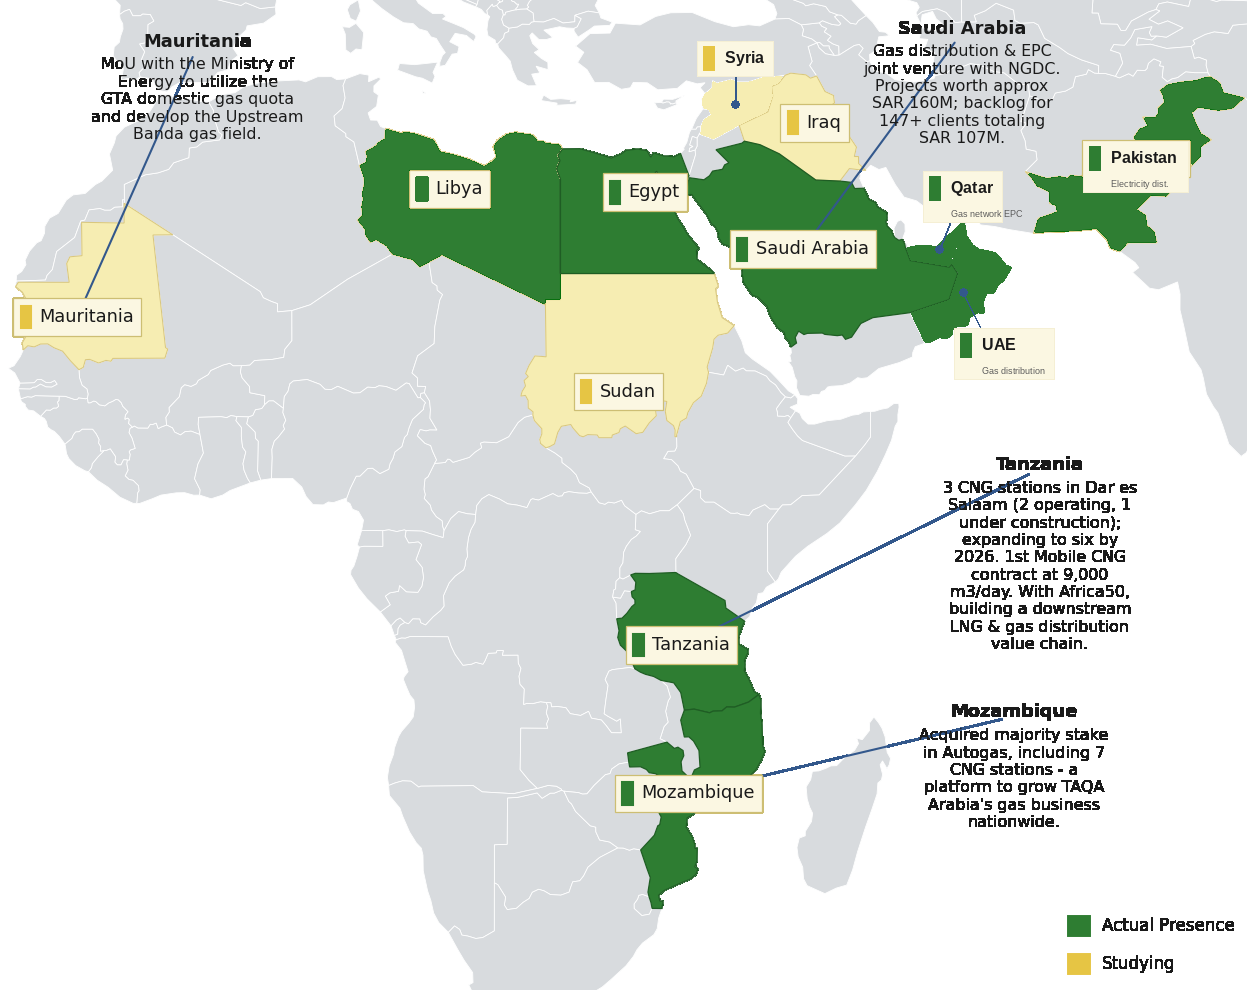 Mauritania
MoU with the Ministry of
Energy to utilize the
GTA domestic gas quota
and develop the Upstream
Banda gas field.
Saudi Arabia
Gas distribution & EPC
joint venture with NGDC.
Projects worth approx
SAR 160M; backlog for
147+ clients totaling
SAR 107M.
Syria
Iraq
Pakistan
Electricity dist.
Libya
Egypt
Qatar
Gas network EPC
Saudi Arabia
Mauritania
UAE
Gas distribution
Sudan
Tanzania
3 CNG stations in Dar es
Salaam (2 operating, 1
under construction);
expanding to six by
2026. 1st Mobile CNG
contract at 9,000
m3/day. With Africa50,
building a downstream
LNG & gas distribution
value chain.
Tanzania
Mozambique
Acquired majority stake
in Autogas, including 7
CNG stations - a
platform to grow TAQA
Arabia's gas business
nationwide.
Mozambique
Actual Presence
Studying